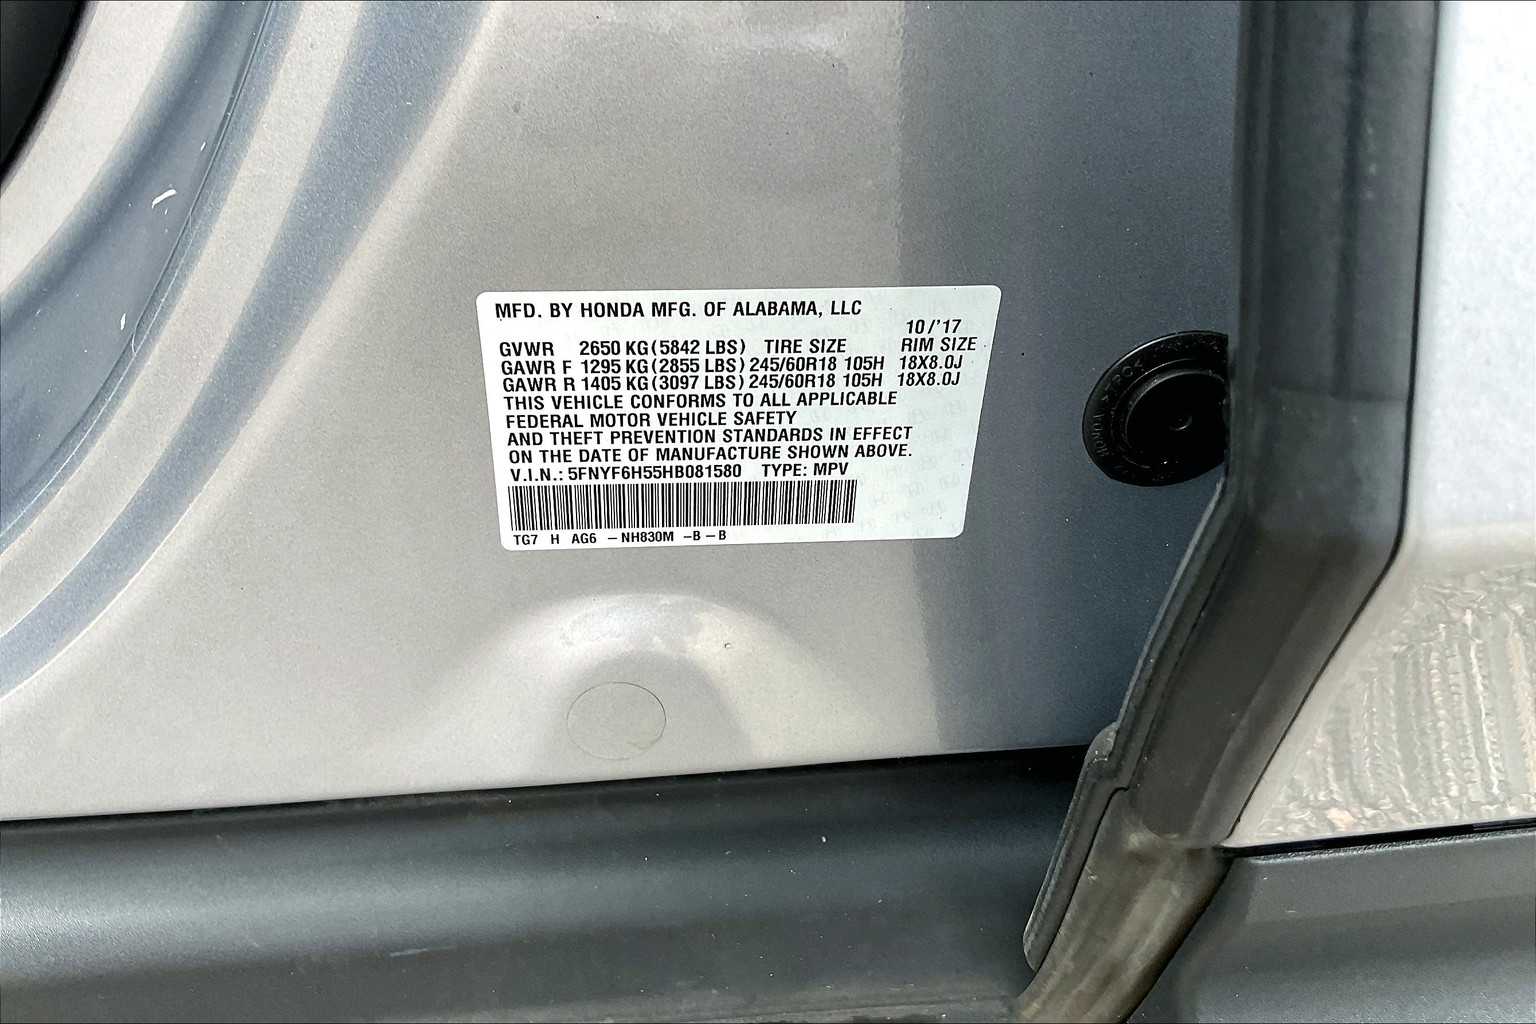 MFD. BY HONDA MFG. OF ALABAMA, LLC
10/'17
GVWR 2650 KG (5842 LBS) TIRE SIZE RIM SIZE
GAWR F 1295 KG (2855 LBS) 245/60R18 105H 18X8.0J
GAWR R 1405 KG (3097 LBS) 245/60R18 105H 18X8.0J
THIS VEHICLE CONFORMS TO ALL APPLICABLE
FEDERAL MOTOR VEHICLE SAFETY
AND THEFT PREVENTION STANDARDS IN EFFECT
ON THE DATE OF MANUFACTURE SHOWN ABOVE.
V.I.N.: 5FNYF6H55HB081580 TYPE: MPV
TG7 H AG6 -NH830M -B-B
HONDA >TPC<